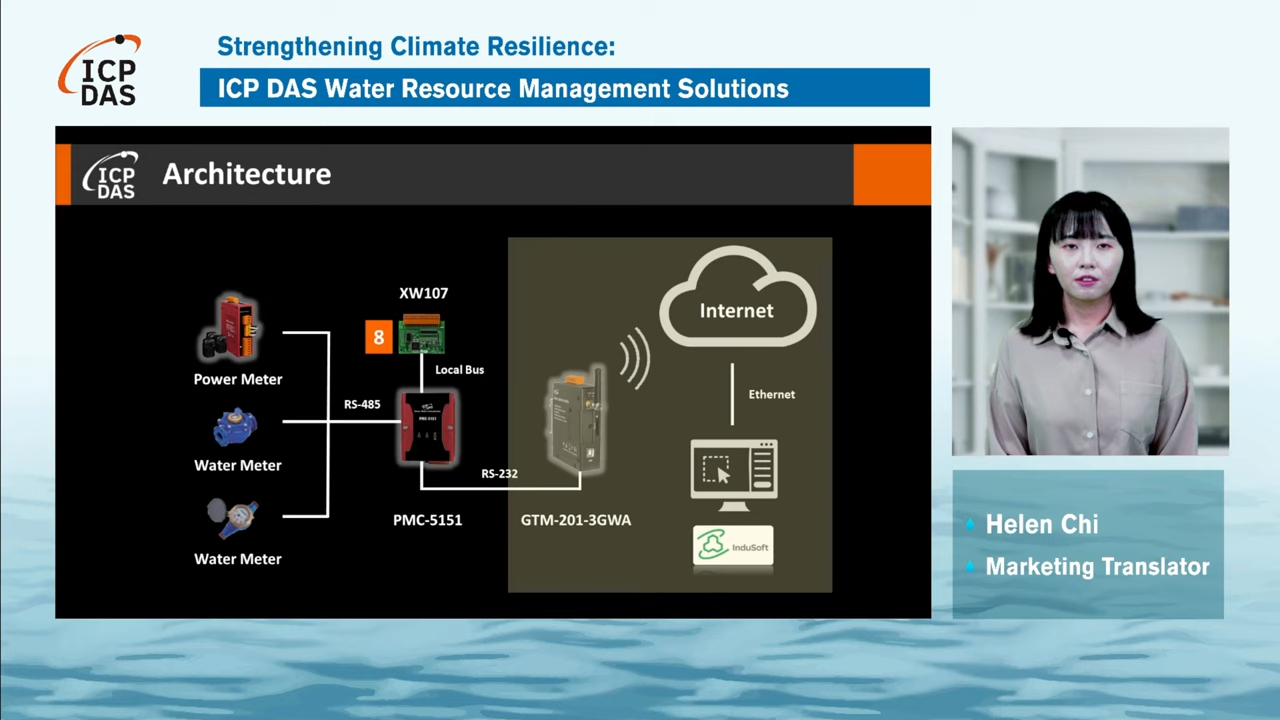 ICP
DAS
Strengthening Climate Resilience:
ICP DAS Water Resource Management Solutions
ICP
DAS
Architecture
XW107
8
Local Bus
Power Meter
RS-485
Water Meter
Water Meter
PMC-5151
PMC-5151
RS-232
GTM-201-3GWA
Internet
Ethernet
InduSoft
Helen Chi
Marketing Translator